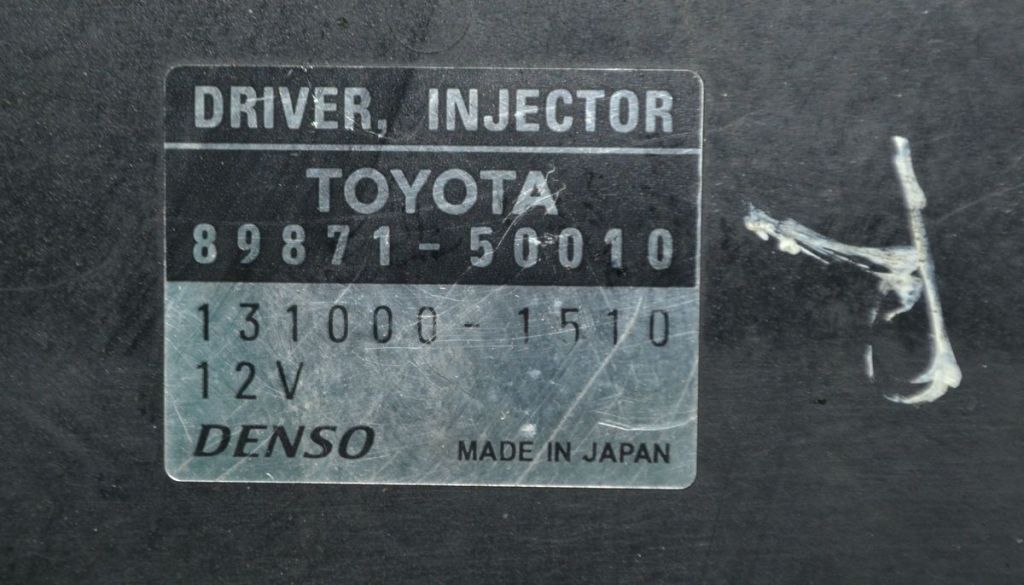 DRIVER, INJECTOR
TOYOTA
89871-50010
131000-1510
12V
DENSO MADE IN JAPAN